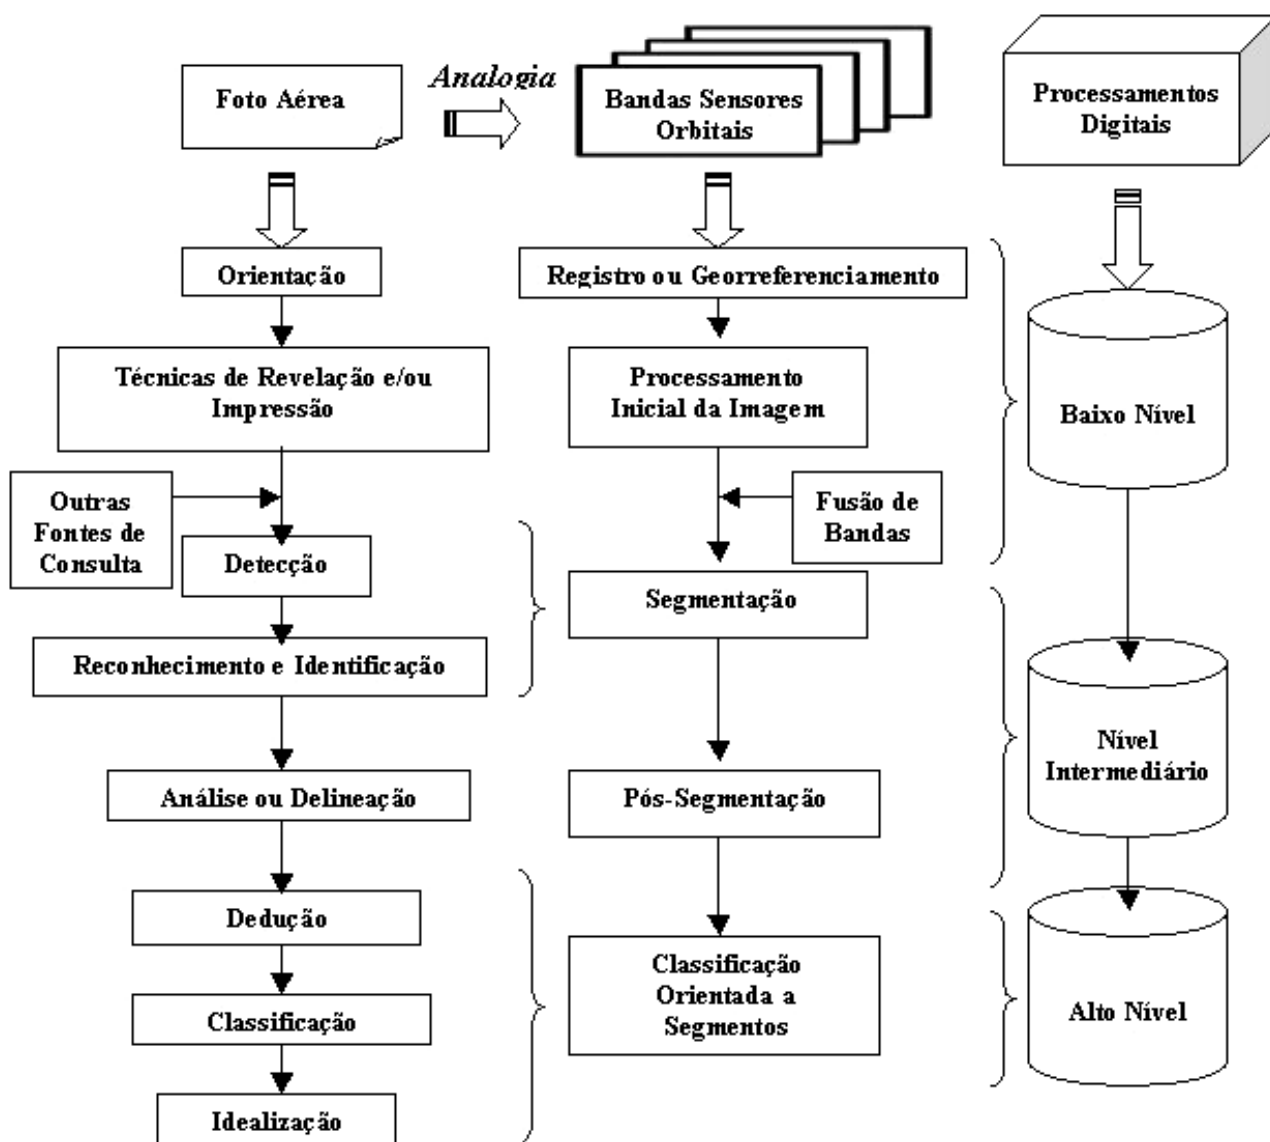 Foto Aérea
Analogia
Bandas Sensores
Orbitais
Processamentos
Digitais
Orientação
Técnicas de Revelação e/ou
Impressão
Outras
Fontes de
Consulta
Detecção
Reconhecimento e Identificação
Análise ou Delineação
Dedução
Classificação
Idealização
Registro ou Georreferenciamento
Processamento
Inicial da Imagem
Fusão de
Bandas
Segmentação
Pós-Segmentação
Classificação
Orientada a
Segmentos
Baixo Nível
Nível
Intermediário
Alto Nível